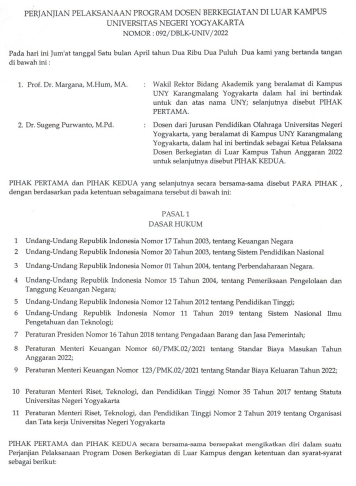 PERJANJIAN PELAKSANAAN PROGRAM DOSEN BERKEGIATAN DI LUAR KAMPUS
UNIVERSITAS NEGERI YOGYAKARTA
NOMOR : 092/DBLK-UNIV/2022
Pada hari ini Jum'at tanggal Satu bulan April tahun Dua Ribu Dua Puluh Dua kami yang bertanda tangan
di bawah ini :
1. Prof. Dr. Margana, M.Hum, MA. : Wakil Rektor Bidang Akademik yang beralamat di Kampus
UNY Karangmalang Yogyakarta dalam hal ini bertindak
untuk dan atas nama UNY; selanjutnya disebut PIHAK
PERTAMA.
2. Dr. Sugeng Purwanto, M.Pd. : Dosen dari Jurusan Pendidikan Olahraga Universitas Negeri
Yogyakarta, yang beralamat di Kampus UNY Karangmalang
Yogyakarta, dalam hal ini bertindak sebagai Ketua Pelaksana
Dosen Berkegiatan di Luar Kampus Tahun Anggaran 2022
untuk selanjutnya disebut PIHAK KEDUA.
PIHAK PERTAMA dan PIHAK KEDUA yang selanjutnya secara bersama-sama disebut PARA PIHAK ,
dengan berdasarkan pada ketentuan sebagaimana tersebut di bawah ini:
PASAL 1
DASAR HUKUM
1 Undang-Undang Republik Indonesia Nomor 17 Tahun 2003, tentang Keuangan Negara
2 Undang-Undang Republik Indonesia Nomor 20 Tahun 2003, tentang Sistem Pendidikan Nasional
3 Undang-Undang Republik Indonesia Nomor 01 Tahun 2004, tentang Perbendaharaan Negara.
4 Undang-Undang Republik Indonesia Nomor 15 Tahun 2004, tentang Pemeriksaan Pengelolaan dan
Tanggung Keuangan Negara;
5 Undang-Undang Republik Indonesia Nomor 12 Tahun 2012 tentang Pendidikan Tinggi;
6 Undang-Undang Republik Indonesia Nomor 11 Tahun 2019 tentang Sistem Nasional Ilmu
Pengetahuan dan Teknologi;
7 Peraturan Presiden Nomor 16 Tahun 2018 tentang Pengadaan Barang dan Jasa Pemerintah;
8 Peraturan Menteri Keuangan Nomor 60/PMK.02/2021 tentang Standar Biaya Masukan Tahun
Anggaran 2022;
9 Peraturan Menteri Keuangan Nomor 123/PMK.02/2021 tentang Standar Biaya Keluaran Tahun 2022;
10 Peraturan Menteri Riset, Teknologi, dan Pendidikan Tinggi Nomor 35 Tahun 2017 tentang Statuta
Universitas Negeri Yogyakarta
11 Peraturan Menteri Riset, Teknologi, dan Pendidikan Tinggi Nomor 2 Tahun 2019 tentang Organisasi
dan Tata kerja Universitas Negeri Yogyakarta
PIHAK PERTAMA dan PIHAK KEDUA secara bersama-sama bersepakat mengikatkan diri dalam suatu
Perjanjian Pelaksanaan Program Dosen Berkegiatan di Luar Kampus dengan ketentuan dan syarat-syarat
sebagai berikut: